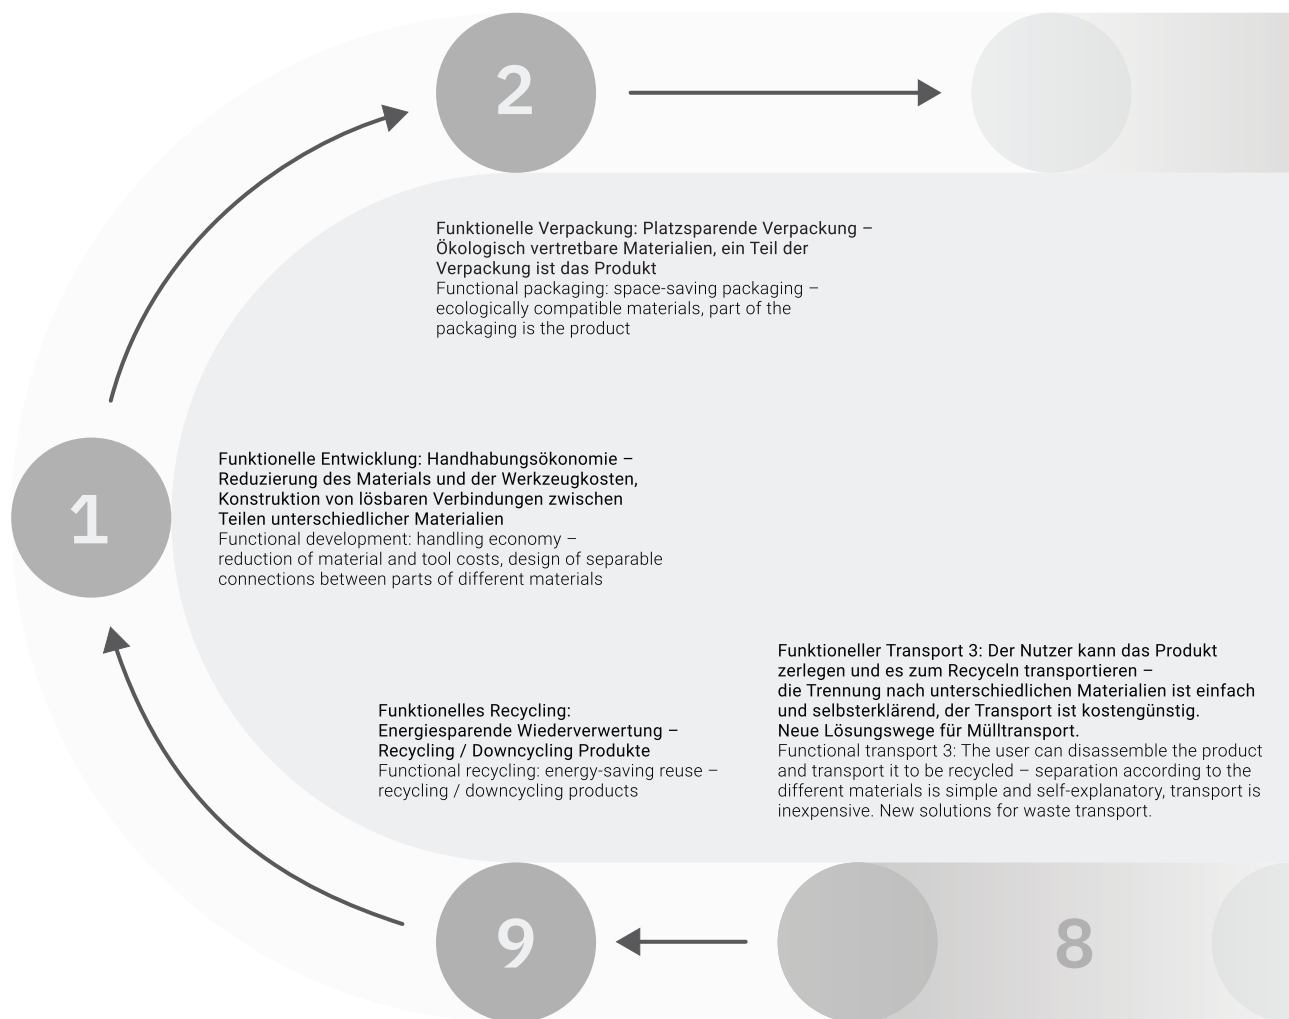 2
Funktionelle Verpackung: Platzsparende Verpackung –
Ökologisch vertretbare Materialien, ein Teil der
Verpackung ist das Produkt
Functional packaging: space-saving packaging –
ecologically compatible materials, part of the
packaging is the product
1
Funktionelle Entwicklung: Handhabungsökonomie –
Reduzierung des Materials und der Werkzeugkosten,
Konstruktion von lösbaren Verbindungen zwischen
Teilen unterschiedlicher Materialien
Functional development: handling economy –
reduction of material and tool costs, design of separable
connections between parts of different materials
Funktionelles Recycling:
Energiesparende Wiederverwertung –
Recycling / Downcycling Produkte
Functional recycling: energy-saving reuse –
recycling / downcycling products
Funktioneller Transport 3: Der Nutzer kann das Produkt
zerlegen und es zum Recyceln transportieren –
die Trennung nach unterschiedlichen Materialien ist einfach
und selbsterklärend, der Transport ist kostengünstig.
Neue Lösungswege für Mülltransport.
Functional transport 3: The user can disassemble the product
and transport it to be recycled – separation according to the
different materials is simple and self-explanatory, transport is
inexpensive. New solutions for waste transport.
9
8